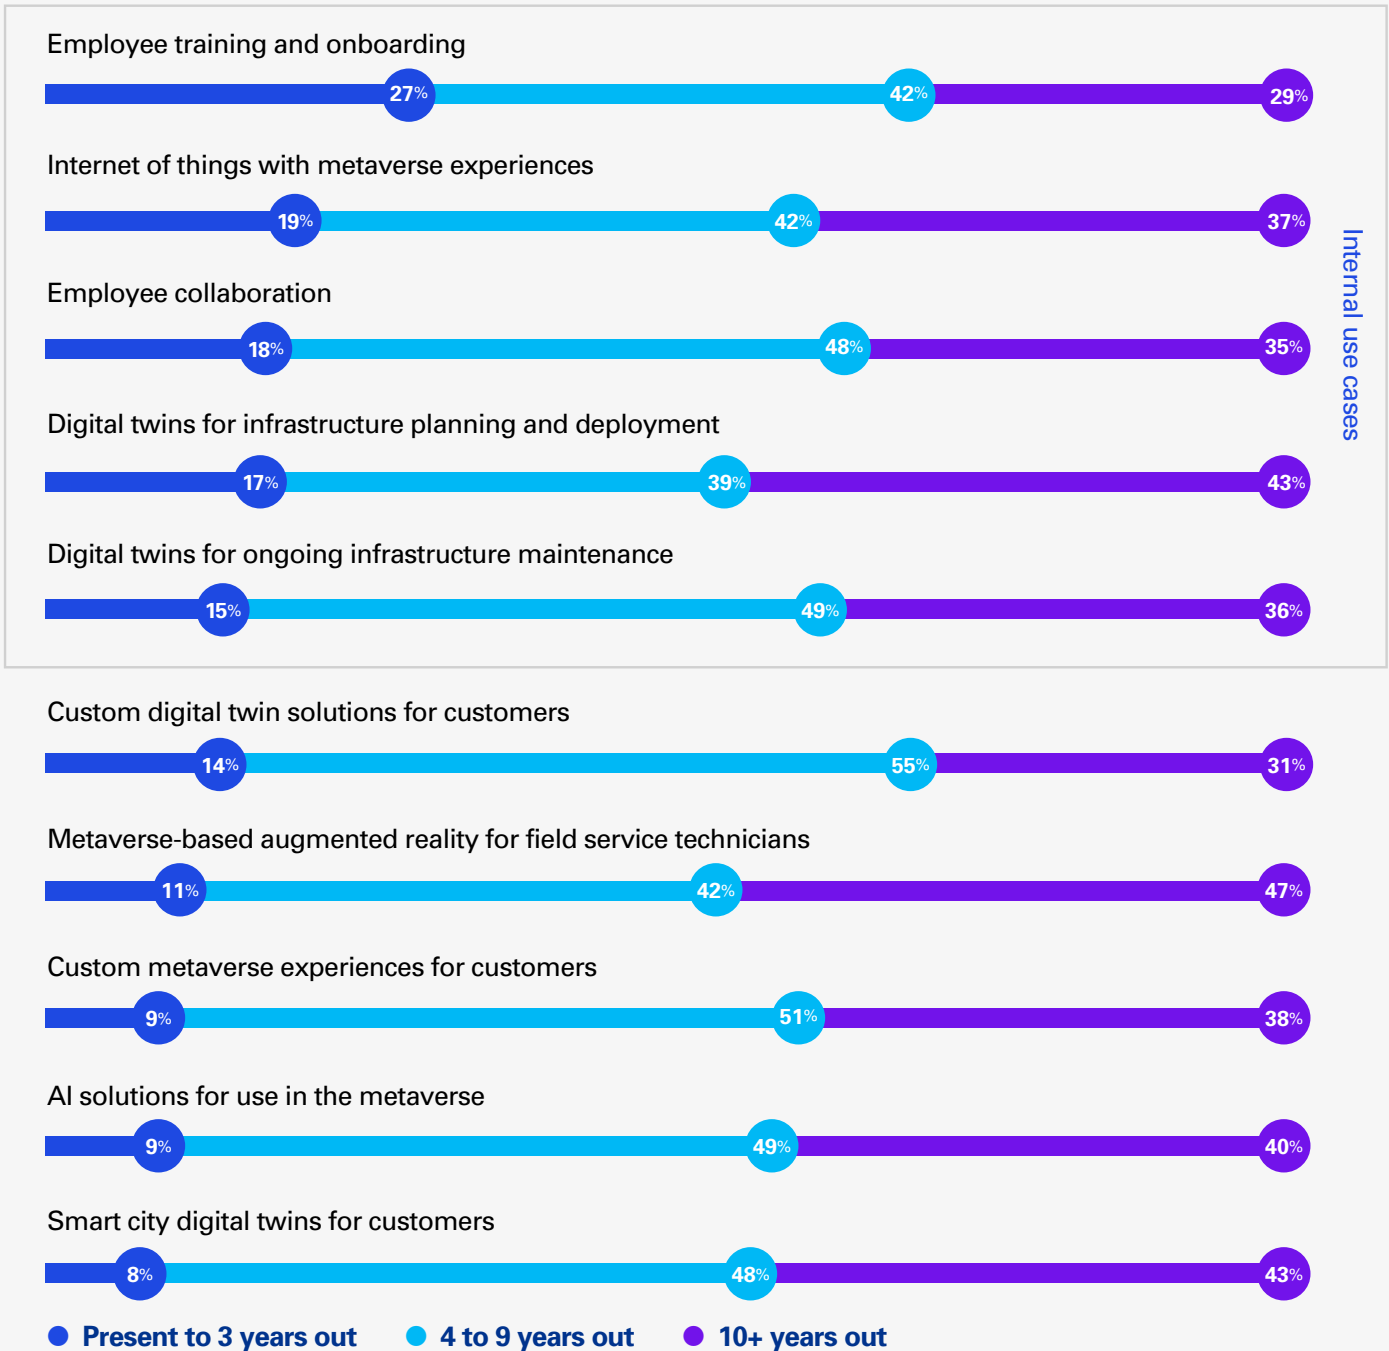 Employee training and onboarding
27% 42% 29%
Internet of things with metaverse experiences
19% 42% 37%
Employee collaboration
18% 48% 35%
Digital twins for infrastructure planning and deployment
17% 39% 43%
Digital twins for ongoing infrastructure maintenance
15% 49% 36%
Internal use cases
Custom digital twin solutions for customers
14% 55% 31%
Metaverse-based augmented reality for field service technicians
11% 42% 47%
Custom metaverse experiences for customers
9% 51% 38%
AI solutions for use in the metaverse
9% 49% 40%
Smart city digital twins for customers
8% 48% 43%
Present to 3 years out 4 to 9 years out 10+ years out